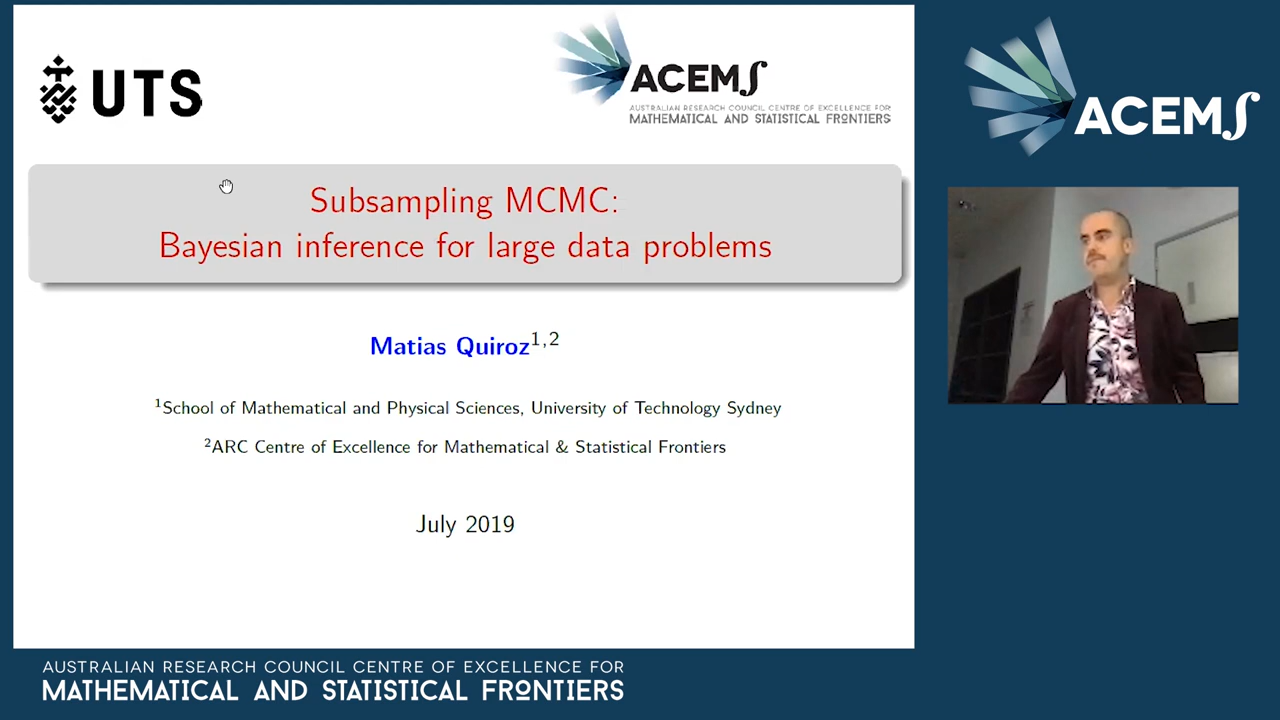 UTS
ACEMS
AUSTRALIAN RESEARCH COUNCIL CENTRE OF EXCELLENCE FOR
MATHEMATICAL AND STATISTICAL FRONTIERS
ACEMS
Subsampling MCMC:
Bayesian inference for large data problems
Matias Quiroz1,2
1School of Mathematical and Physical Sciences, University of Technology Sydney
2ARC Centre of Excellence for Mathematical & Statistical Frontiers
July 2019
AUSTRALIAN RESEARCH COUNCIL CENTRE OF EXCELLENCE FOR
MATHEMATICAL AND STATISTICAL FRONTIERS